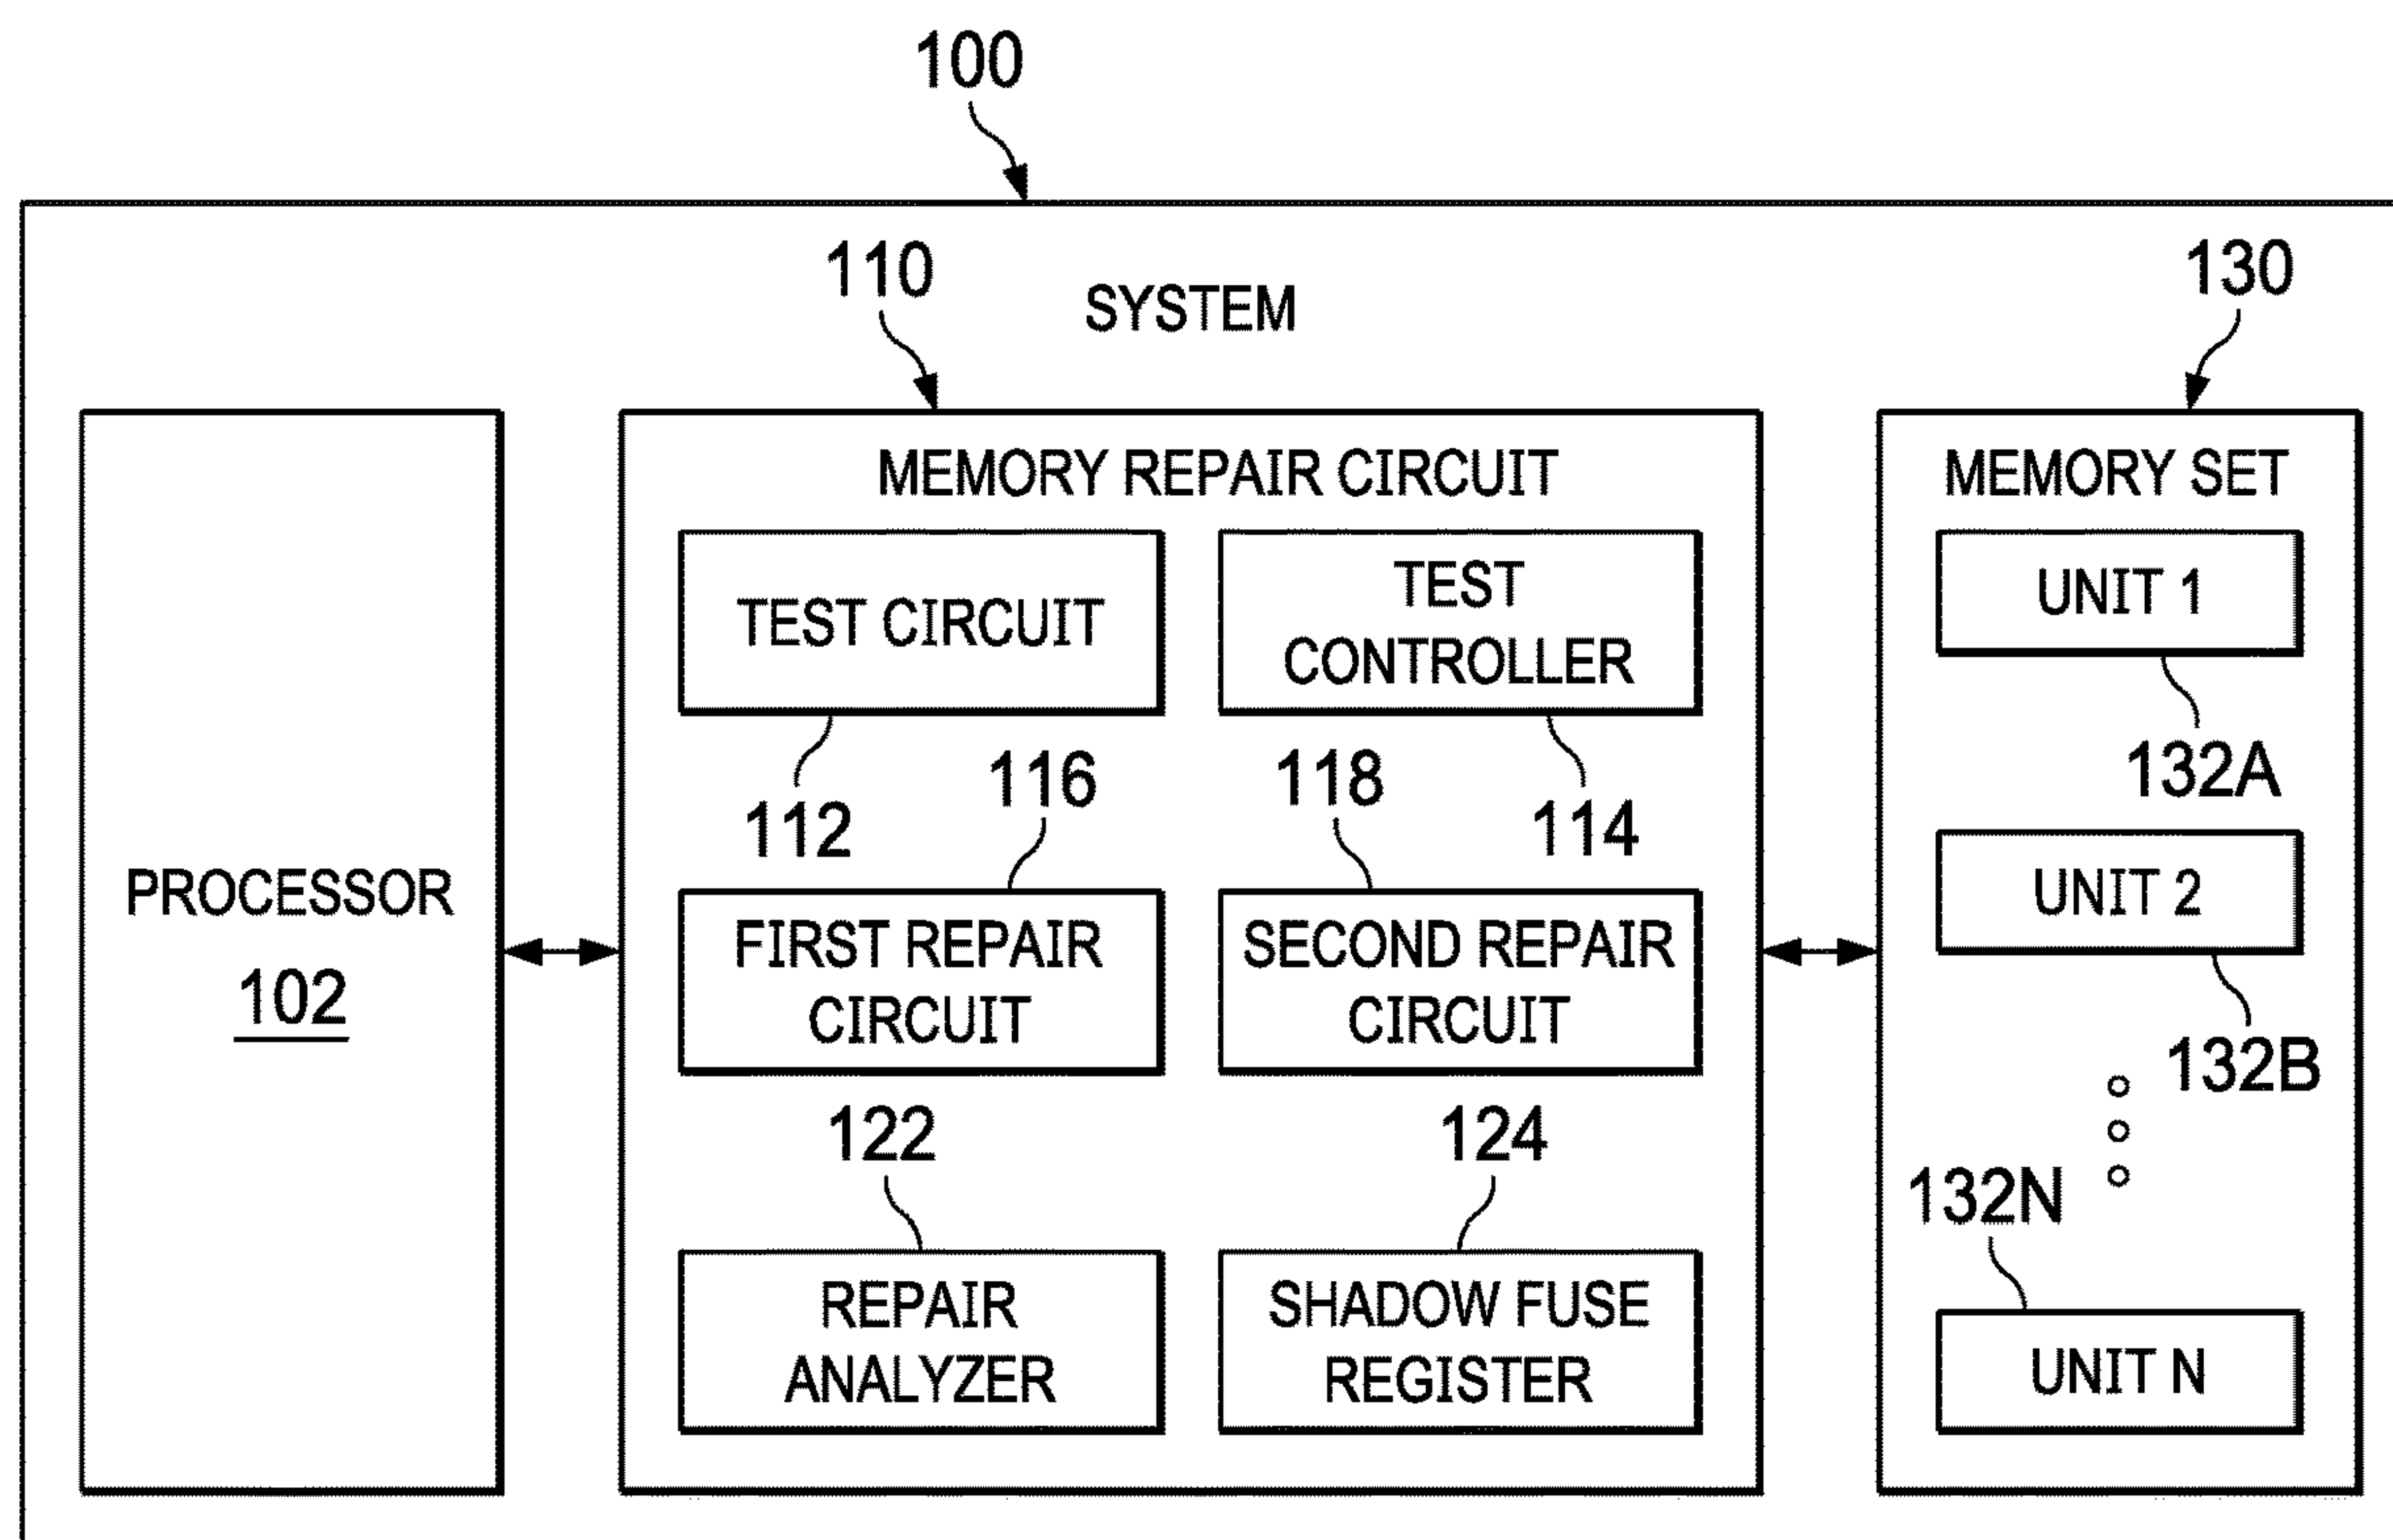 100
110
SYSTEM
130
MEMORY REPAIR CIRCUIT
MEMORY SET
TEST CIRCUIT
TEST
CONTROLLER
UNIT 1
132A
112
116
118
114
PROCESSOR
102
FIRST REPAIR
CIRCUIT
SECOND REPAIR
CIRCUIT
UNIT 2
132B
122
124
132N
REPAIR
ANALYZER
SHADOW FUSE
REGISTER
UNIT N